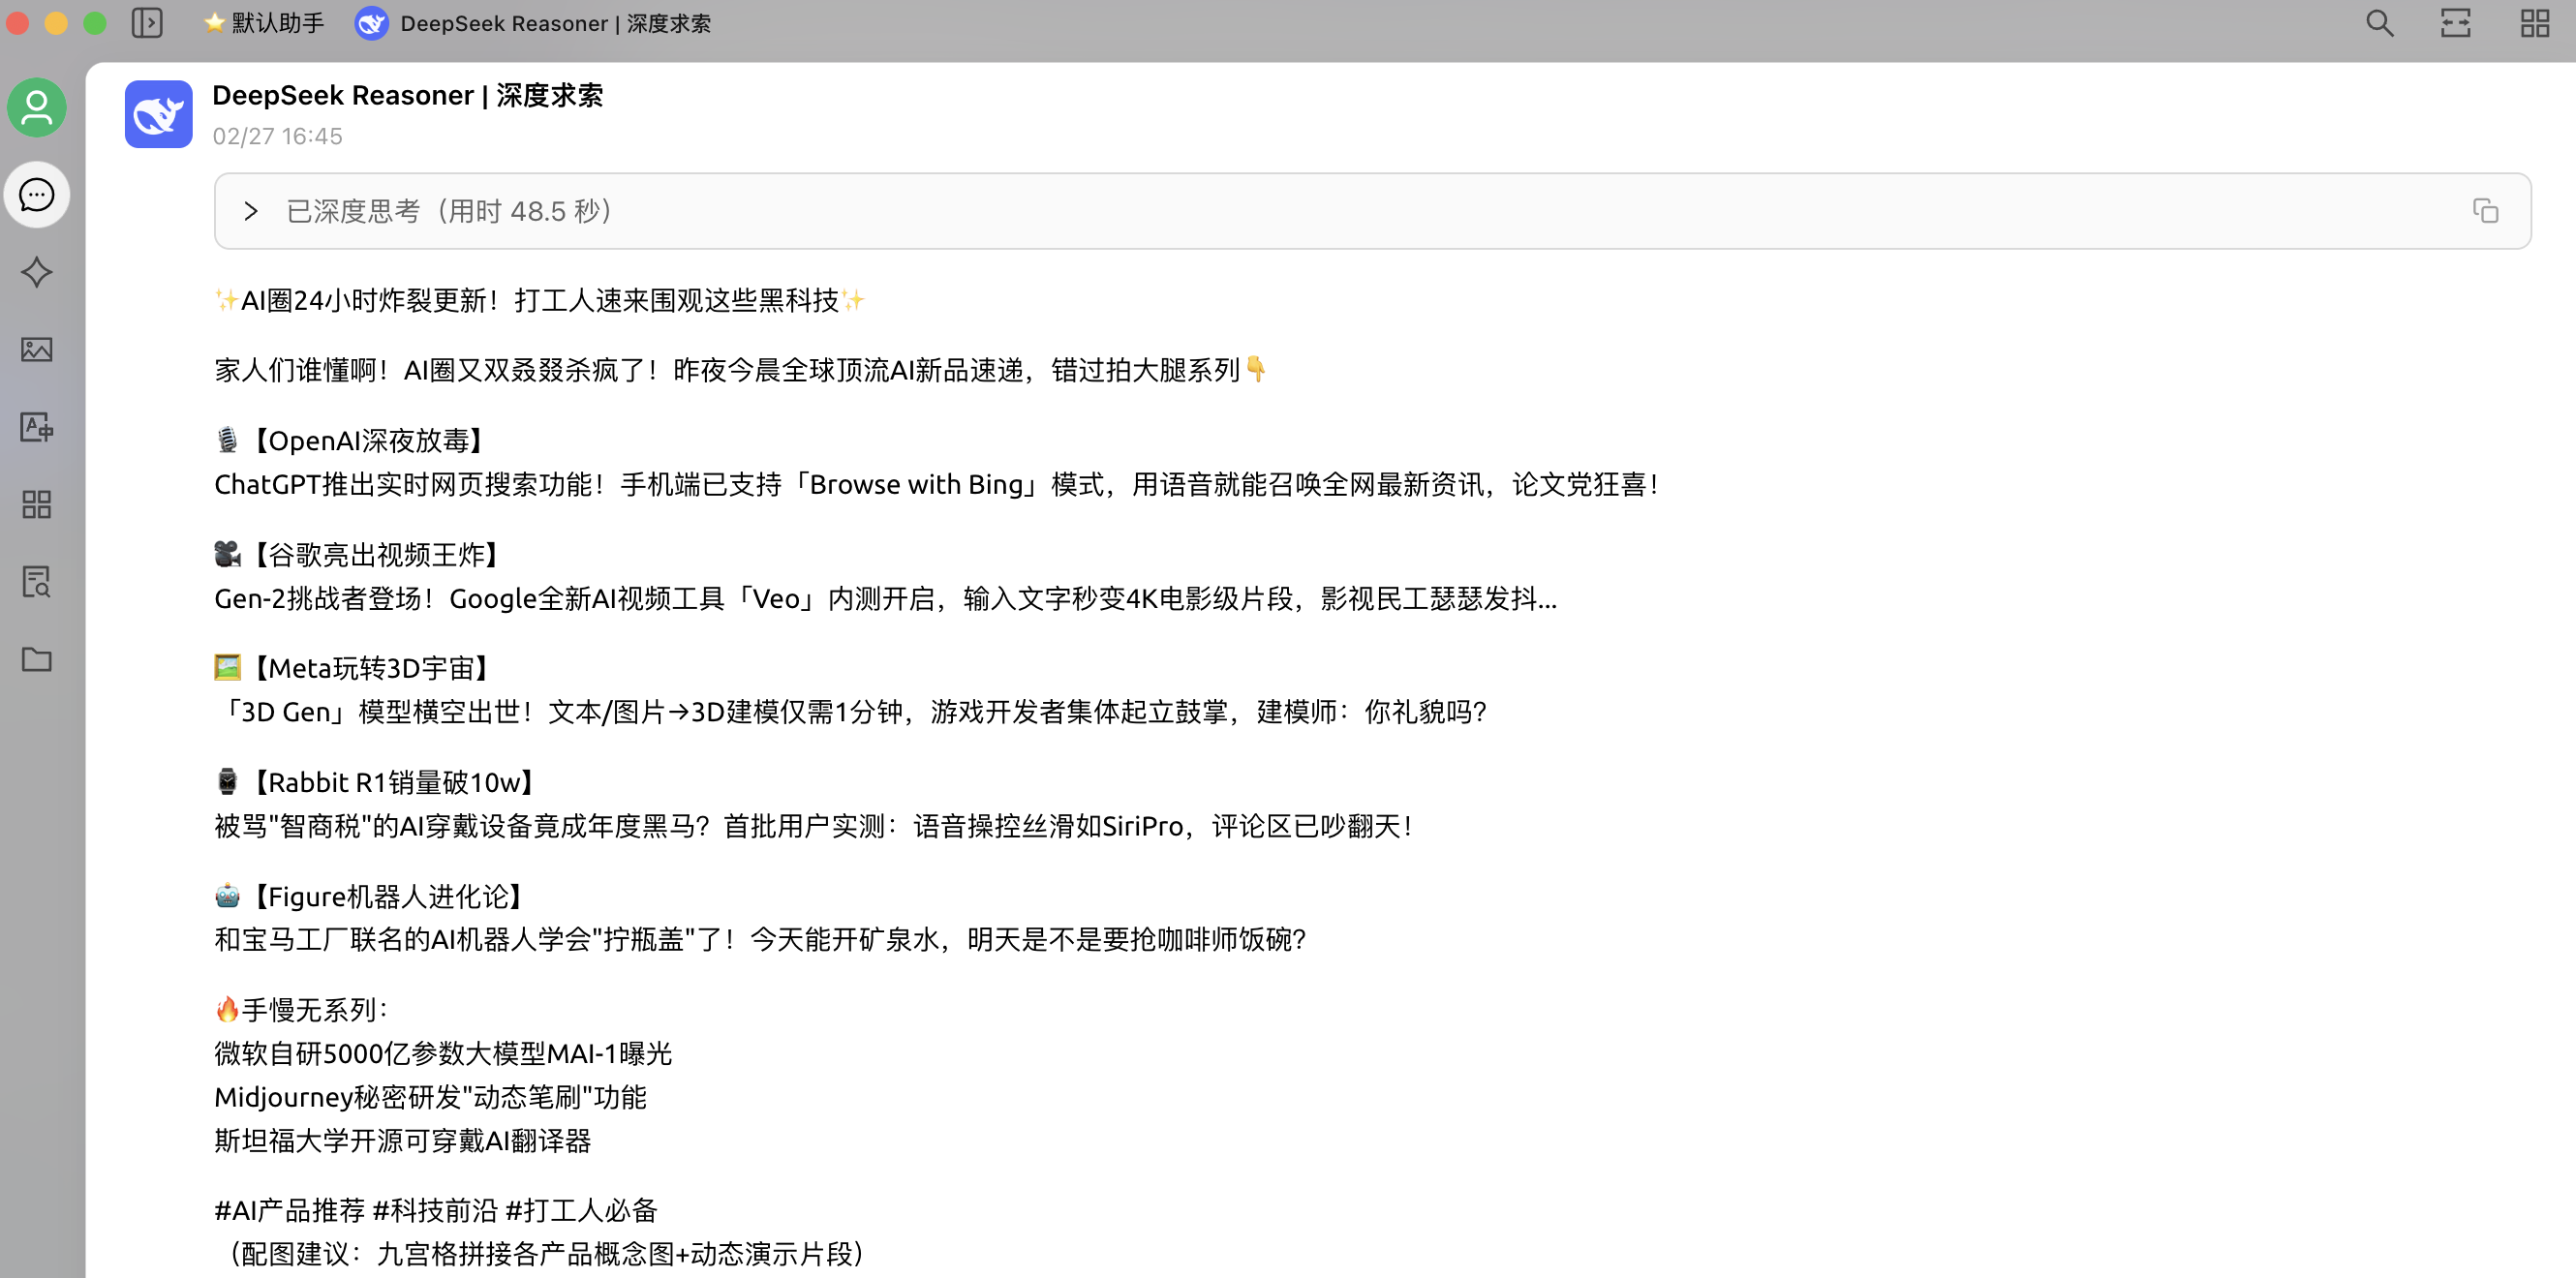 ⭐默认助手
DeepSeek Reasoner | 深度求索
DeepSeek Reasoner | 深度求索
02/27 16:45
已深度思考（用时 48.5 秒）
✨AI圈24小时炸裂更新！打工人速来围观这些黑科技✨
家人们谁懂啊！AI圈又双叒叕杀疯了！昨夜今晨全球顶流AI新品速递，错过拍大腿系列👇
🎙️【OpenAI深夜放毒】
ChatGPT推出实时网页搜索功能！手机端已支持「Browse with Bing」模式，用语音就能召唤全网最新资讯，论文党狂喜！
🎥【谷歌亮出视频王炸】
Gen-2挑战者登场！Google全新AI视频工具「Veo」内测开启，输入文字秒变4K电影级片段，影视民工瑟瑟发抖...
🖼️【Meta玩转3D宇宙】
「3D Gen」模型横空出世！文本/图片→3D建模仅需1分钟，游戏开发者集体起立鼓掌，建模师：你礼貌吗？
⌚【Rabbit R1销量破10w】
被骂"智商税"的AI穿戴设备竟成年度黑马？首批用户实测：语音操控丝滑如SiriPro，评论区已吵翻天！
🤖【Figure机器人进化论】
和宝马工厂联名的AI机器人学会"拧瓶盖"了！今天能开矿泉水，明天是不是要抢咖啡师饭碗？
🔥手慢无系列：
微软自研5000亿参数大模型MAI-1曝光
Midjourney秘密研发"动态笔刷"功能
斯坦福大学开源可穿戴AI翻译器
#AI产品推荐 #科技前沿 #打工人必备
（配图建议：九宫格拼接各产品概念图+动态演示片段）